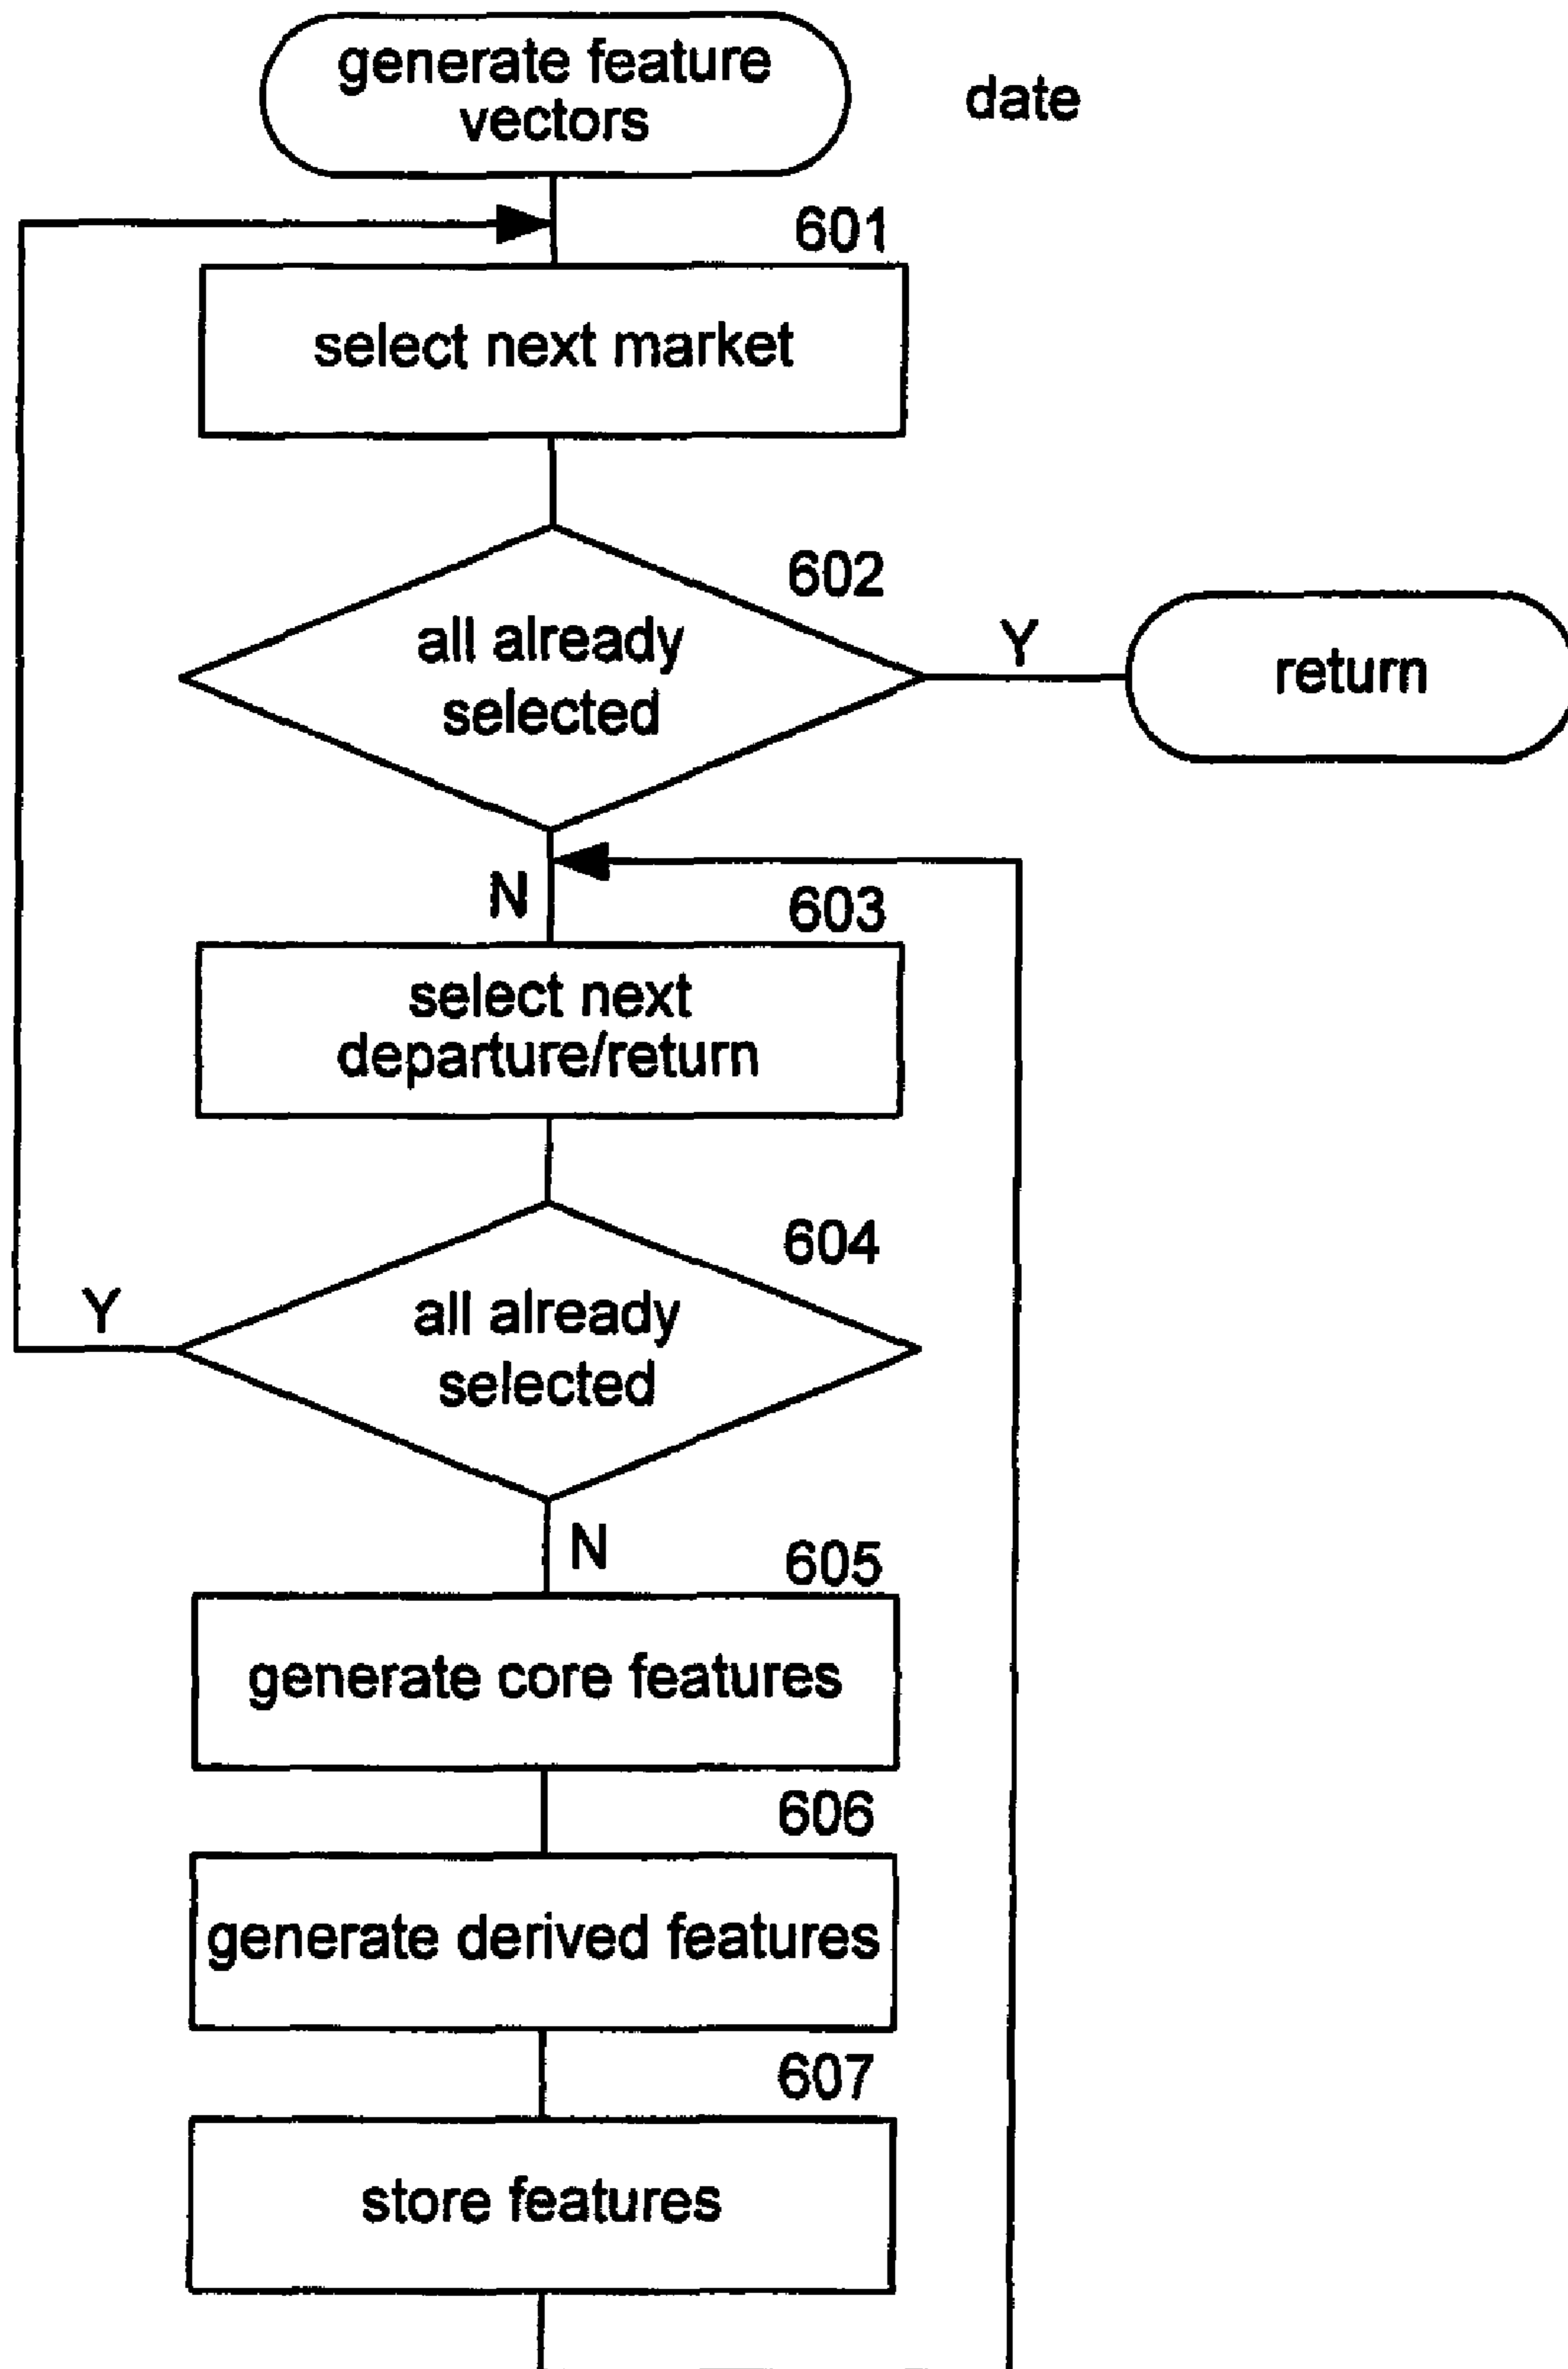 generate feature
vectors
date
601
select next market
602
all already
selected
Y
return
N
603
select next
departure/return
604
all already
selected
Y
N
605
generate core features
606
generate derived features
607
store features